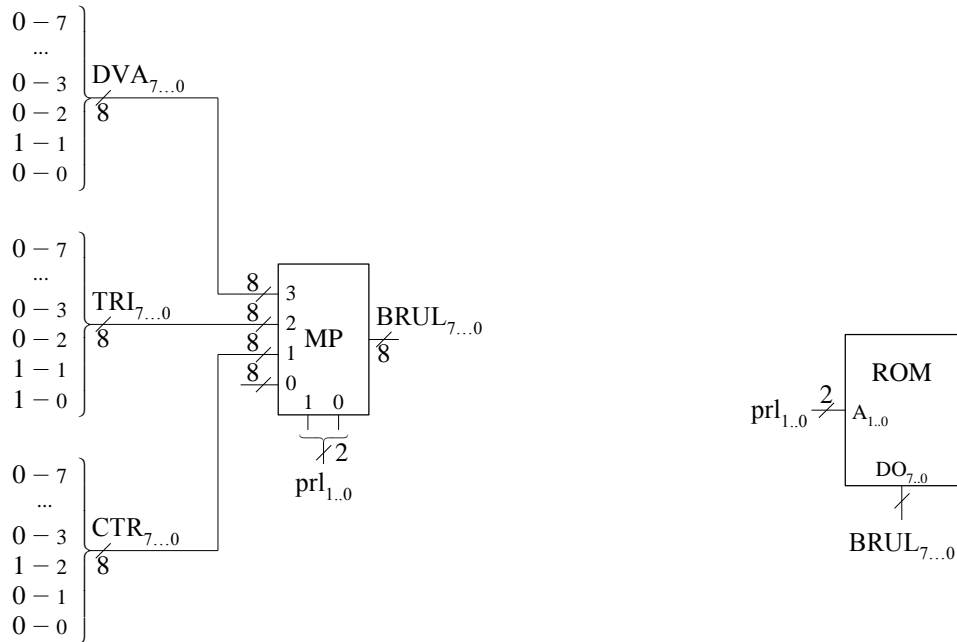 0 – 7
...
0 – 3
0 – 2
1 – 1
0 – 0
DVA7...0
8
0 – 7
...
0 – 3
0 – 2
1 – 1
1 – 0
TRI7...0
8
0 – 7
...
0 – 3
1 – 2
0 – 1
0 – 0
CTR7...0
8
8 3
8 2
8 1
8 0
MP
1 0
2
prl1..0
BRUL7...0
8
ROM
prl1..0
2
A1..0
DO7..0
BRUL7...0